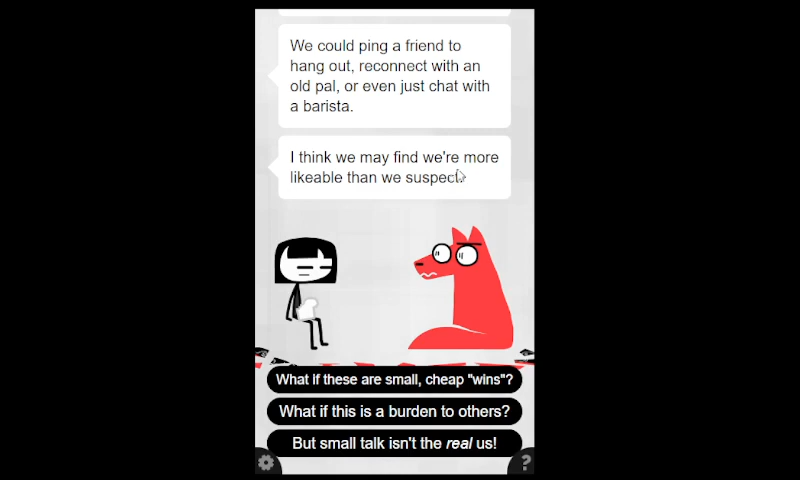 We could ping a friend to
hang out, reconnect with an
old pal, or even just chat with
a barista.
I think we may find we're more
likeable than we suspect.
What if these are small, cheap "wins"?
What if this is a burden to others?
But small talk isn't the real us!
?